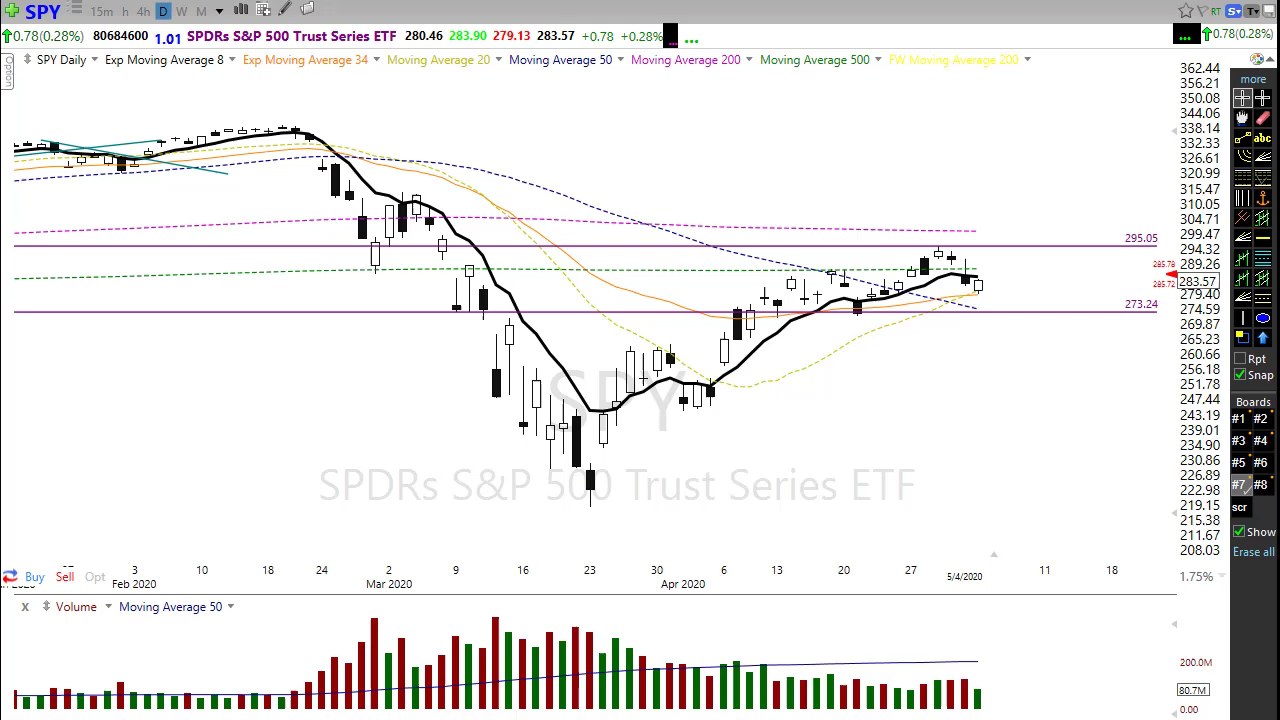 SPY 15m h 4h D W M RT S T
0.78(0.28%) 80684600 1.01 SPDRs S&P 500 Trust Series ETF 280.46 283.90 279.13 283.57 +0.78 +0.28% ... ... 0.78(0.28%)
Option
SPY Daily Exp Moving Average 8 Exp Moving Average 34 Moving Average 20 Moving Average 50 Moving Average 200 Moving Average 500 FW Moving Average 200
362.44
356.21
350.08
344.06
338.14
332.33
326.61
320.99
315.47
310.05
304.71
299.47
294.32
289.26
283.57
279.40
274.59
269.87
265.23
260.66
256.18
251.78
247.44
243.19
239.01
234.90
230.86
226.89
222.98
219.15
215.38
211.67
208.03
295.05
285.78
285.72
273.24
SPY
SPDRs S&P 500 Trust Series ETF
3 10 18 24 2 9 16 23 30 6 13 20 27 5/4/2020 11 18
Feb 2020 Mar 2020 Apr 2020
Buy Sell Opt
1.75%
x Volume Moving Average 50
200.0M
80.7M
0.00
more
abc
Rpt
Snap
Boards
#1 #2
#3 #4
#5 #6
#7 #8
scr
Show
Erase all